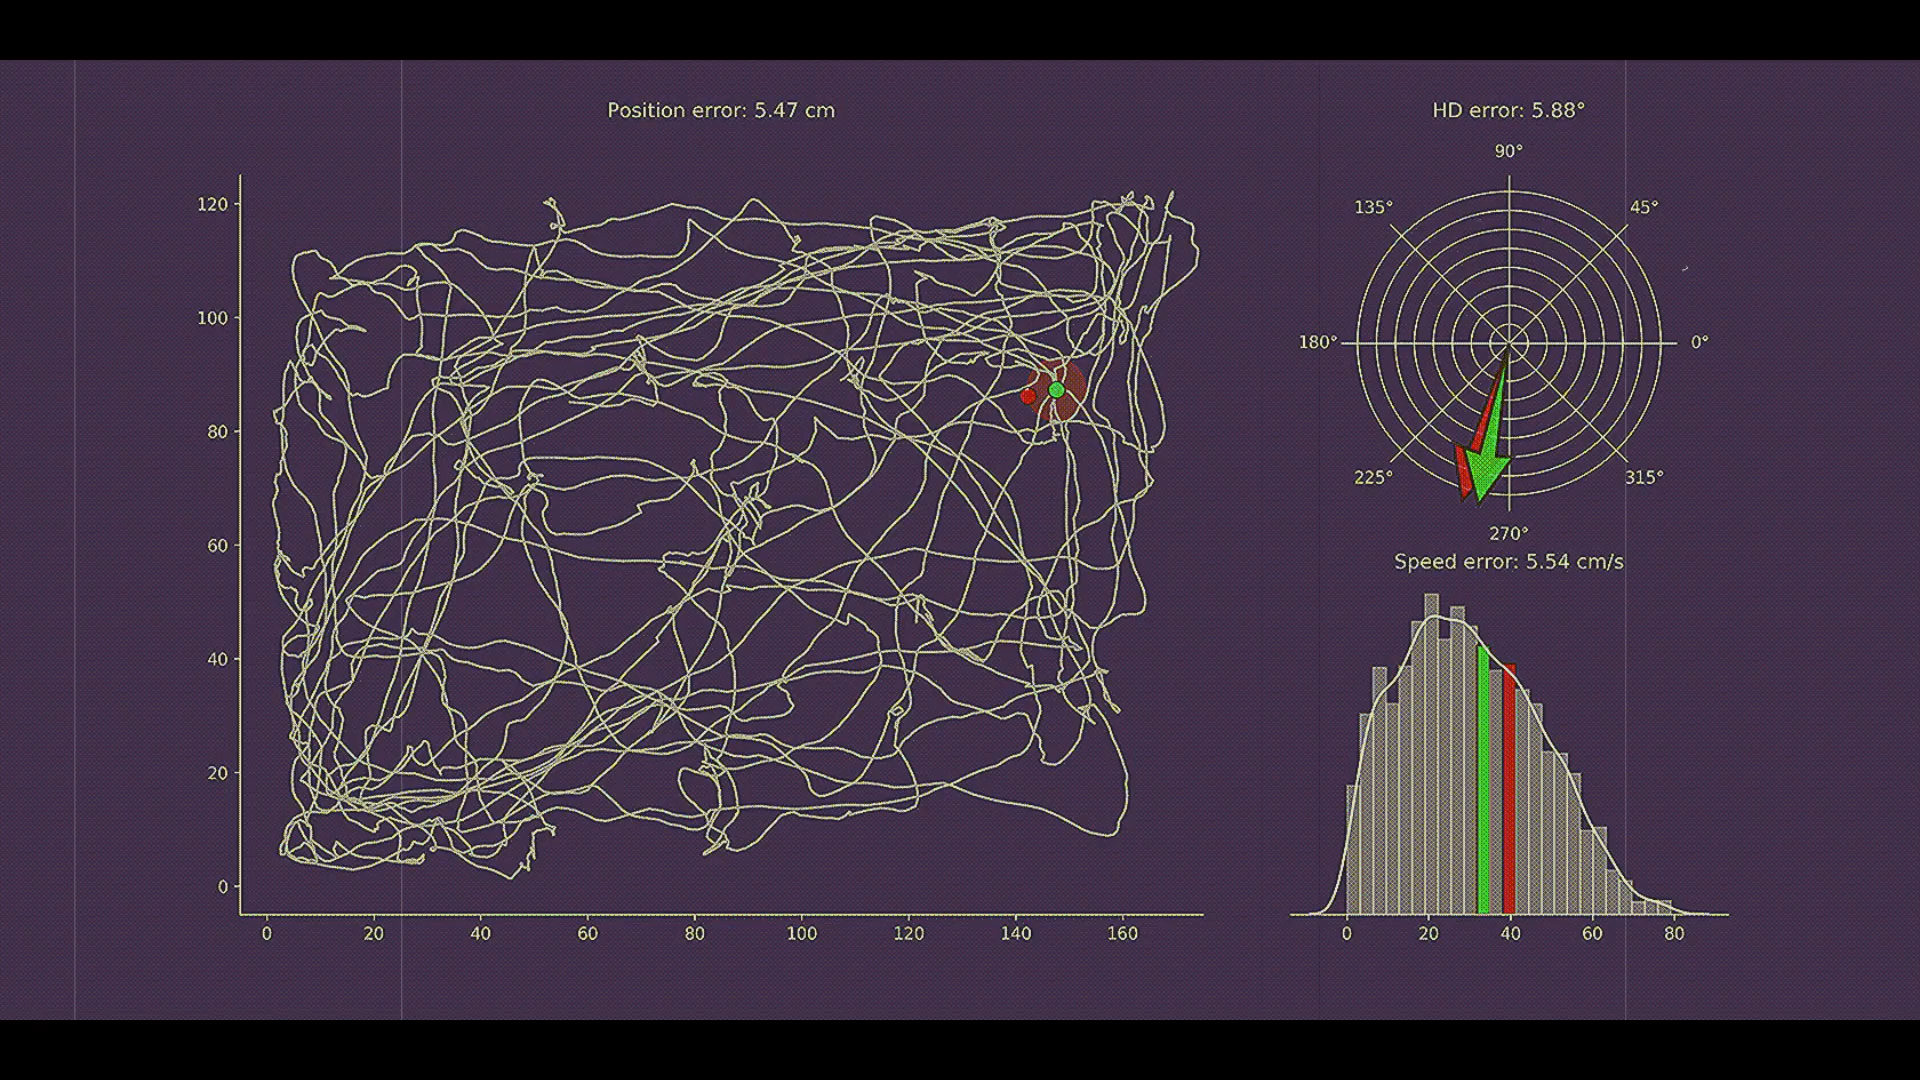 Position error: 5.47 cm
120
100
80
60
40
20
0
0 20 40 60 80 100 120 140 160
HD error: 5.88°
90°
135° 45°
180° 0°
225° 315°
270°
Speed error: 5.54 cm/s
0 20 40 60 80